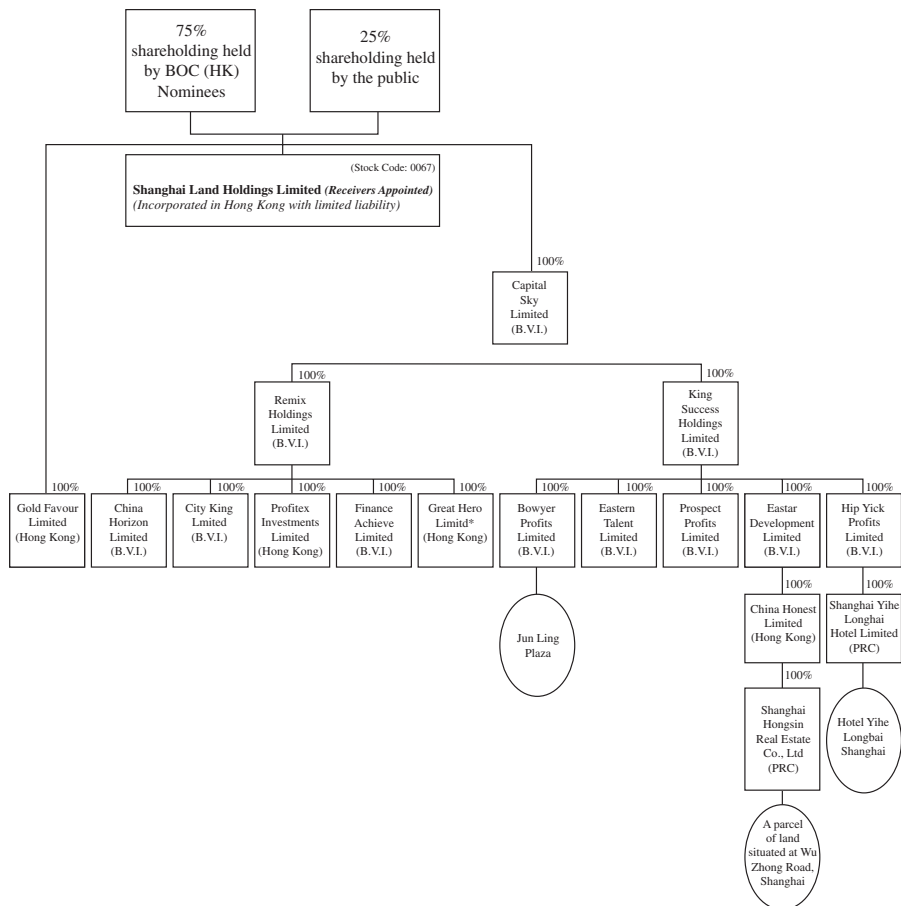 75%
shareholding held
by BOC (HK)
Nominees
25%
shareholding held
by the public
(Stock Code: 0067)
Shanghai Land Holdings Limited (Receivers Appointed)
(Incorporated in Hong Kong with limited liability)
100%
Capital
Sky
Limited
(B.V.I.)
100%
Remix
Holdings
Limited
(B.V.I.)
100%
King
Success
Holdings
Limited
(B.V.I.)
100%
Gold Favour
Limited
(Hong Kong)
100%
China
Horizon
Limited
(B.V.I.)
100%
City King
Lmited
(B.V.I.)
100%
Profitex
Investments
Limited
(Hong Kong)
100%
Finance
Achieve
Limited
(B.V.I.)
100%
Great Hero
Limitd*
(Hong Kong)
100%
Bowyer
Profits
Limited
(B.V.I.)
100%
Eastern
Talent
Limited
(B.V.I.)
100%
Prospect
Profits
Limited
(B.V.I.)
100%
Eastar
Development
Limited
(B.V.I.)
100%
Hip Yick
Profits
Limited
(B.V.I.)
Jun Ling
Plaza
100%
China Honest
Limited
(Hong Kong)
100%
Shanghai Yihe
Longhai
Hotel Limited
(PRC)
100%
Shanghai
Hongsin
Real Estate
Co., Ltd
(PRC)
Hotel Yihe
Longbai
Shanghai
A parcel
of land
situated at Wu
Zhong Road,
Shanghai